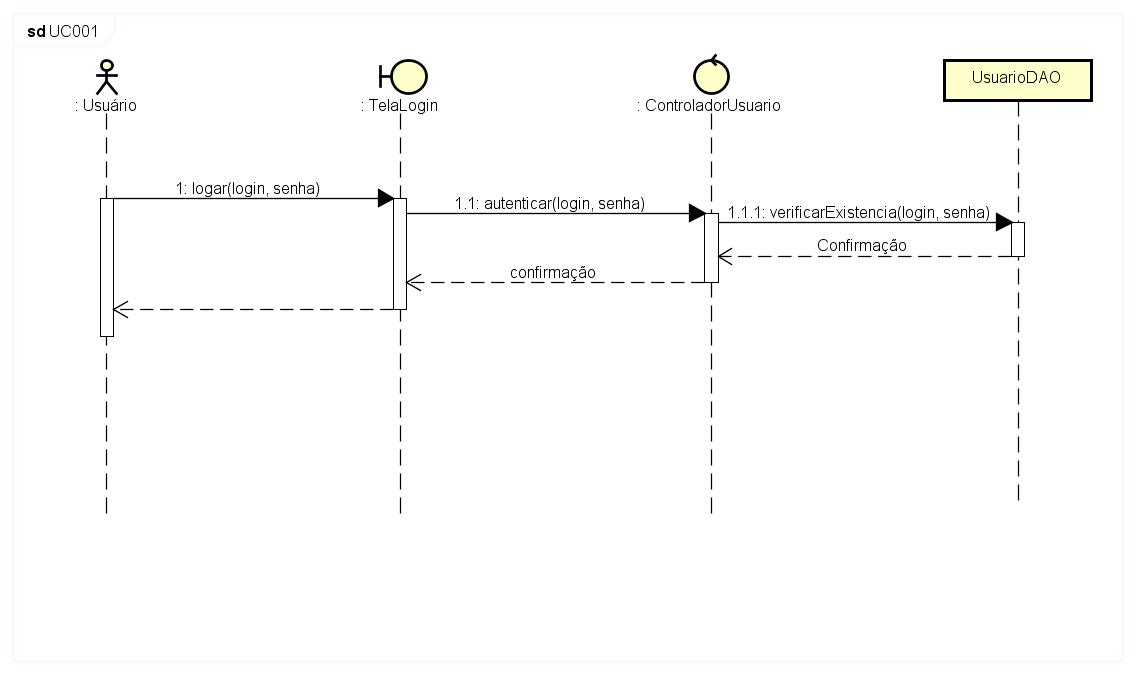 sd UC001
: Usuário
: TelaLogin
: ControladorUsuario
UsuarioDAO
1: logar(login, senha)
1.1: autenticar(login, senha)
1.1.1: verificarExistencia(login, senha)
Confirmação
confirmação